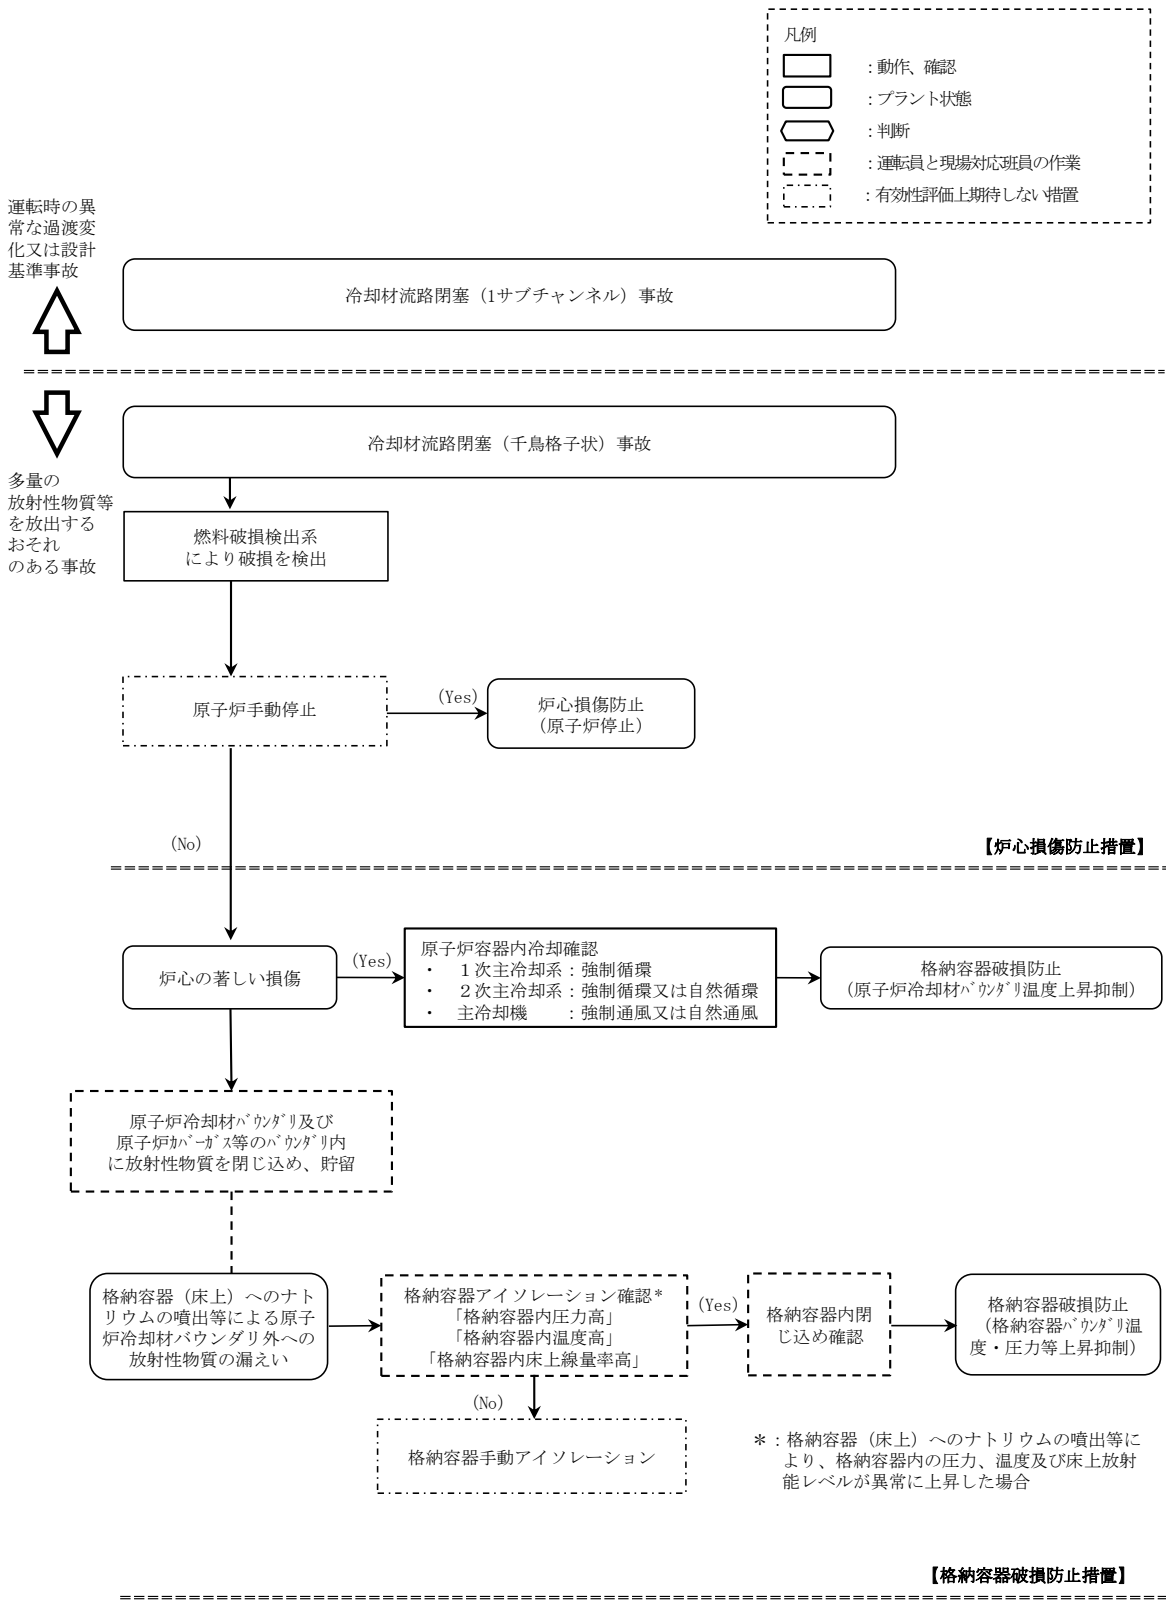 凡例
：動作、確認
：プラント状態
：判断
：運転員と現場対応班員の作業
：有効性評価上期待しない措置
運転時の異
常な過渡変
化又は設計
基準事故
冷却材流路閉塞（1サブチャンネル）事故
冷却材流路閉塞（千鳥格子状）事故
多量の
放射性物質等
を放出する
おそれ
のある事故
燃料破損検出系
により破損を検出
原子炉手動停止
(Yes)
炉心損傷防止
（原子炉停止）
(No)
【炉心損傷防止措置】
炉心の著しい損傷
(Yes)
原子炉容器内冷却確認
・　１次主冷却系：強制循環
・　２次主冷却系：強制循環又は自然循環
・　主冷却機　　：強制通風又は自然通風
格納容器破損防止
（原子炉冷却材ﾊﾞｳﾝﾀﾞﾘ温度上昇抑制）
原子炉冷却材ﾊﾞｳﾝﾀﾞﾘ及び
原子炉ｶﾊﾞｰｶﾞｽ等のﾊﾞｳﾝﾀﾞﾘ内
に放射性物質を閉じ込め、貯留
格納容器（床上）へのナト
リウムの噴出等による原子
炉冷却材バウンダリ外への
放射性物質の漏えい
格納容器アイソレーション確認*
「格納容器内圧力高」
「格納容器内温度高」
「格納容器内床上線量率高」
(Yes)
格納容器内閉
じ込め確認
格納容器破損防止
（格納容器ﾊﾞｳﾝﾀﾞﾘ温
度・圧力等上昇抑制）
(No)
格納容器手動アイソレーション
＊：格納容器（床上）へのナトリウムの噴出等に
より、格納容器内の圧力、温度及び床上放射
能レベルが異常に上昇した場合
【格納容器破損防止措置】